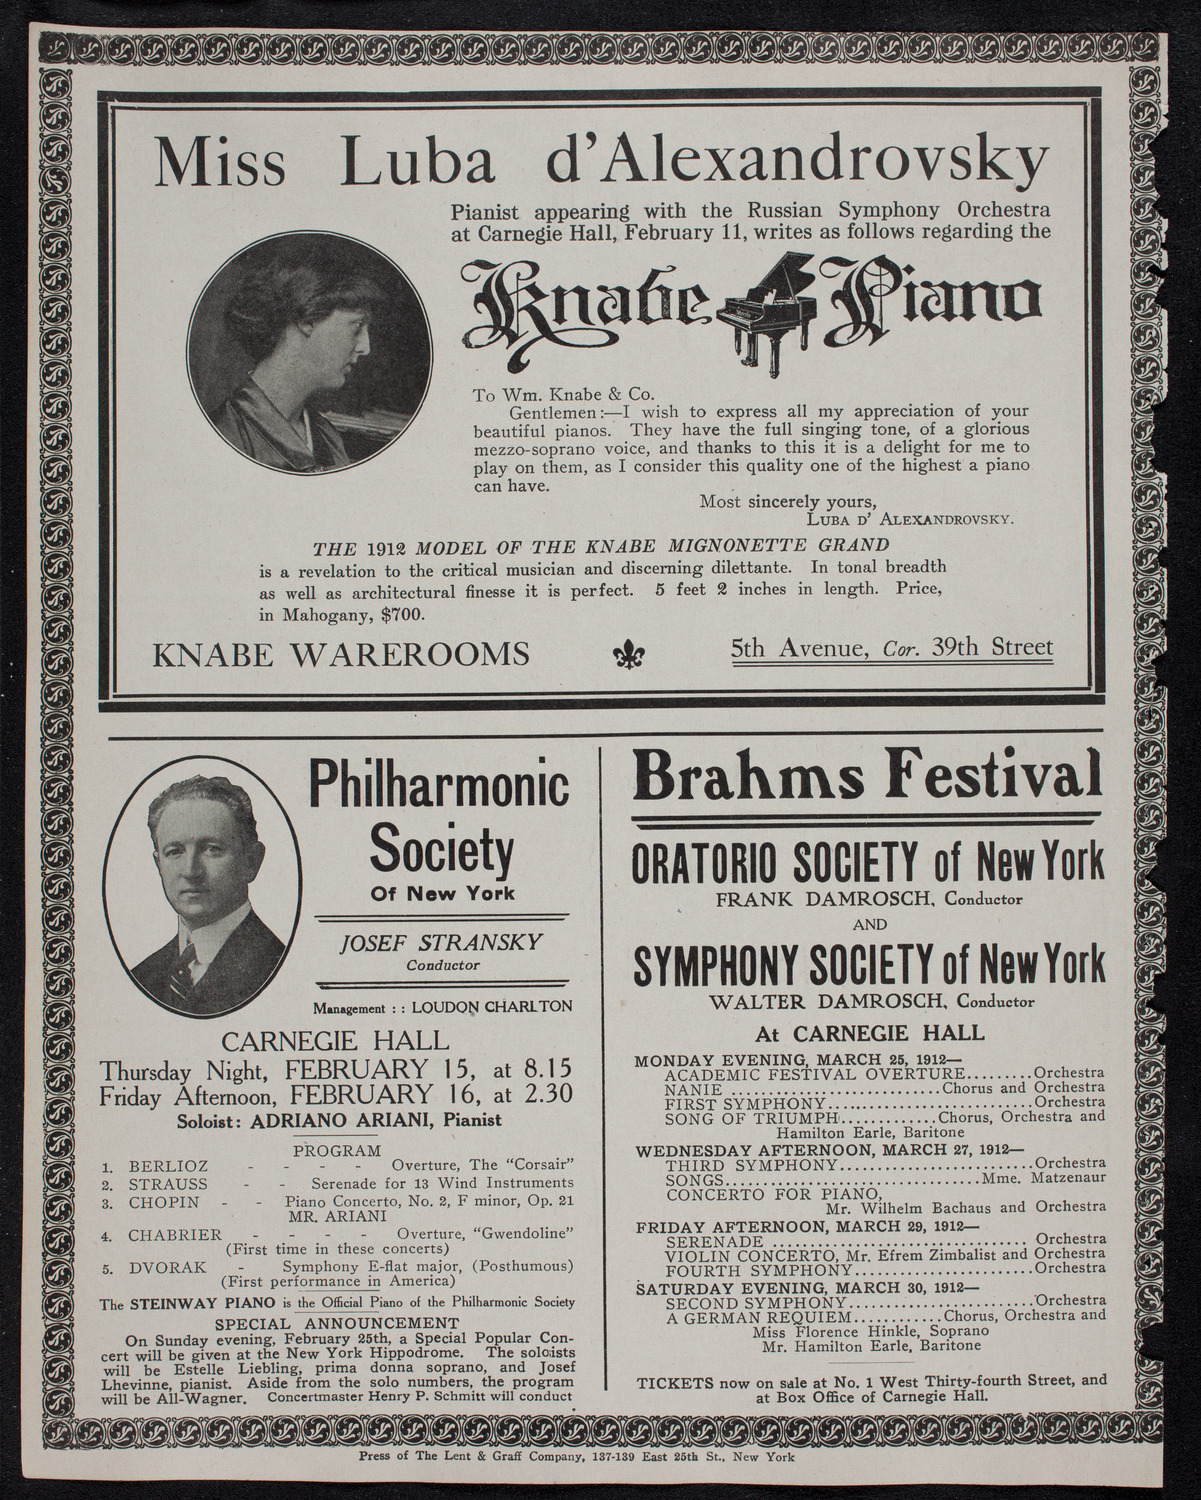 Miss Luba d'Alexandrovsky
Pianist appearing with the Russian Symphony Orchestra
at Carnegie Hall, February 11, writes as follows regarding the
Knabe Piano
To Wm. Knabe & Co.
Gentlemen:—I wish to express all my appreciation of your
beautiful pianos. They have the full singing tone, of a glorious
mezzo-soprano voice, and thanks to this it is a delight for me to
play on them, as I consider this quality one of the highest a piano
can have.
Most sincerely yours,
LUBA D' ALEXANDROVSKY.
THE 1912 MODEL OF THE KNABE MIGNONETTE GRAND
is a revelation to the critical musician and discerning dilettante. In tonal breadth
as well as architectural finesse it is perfect. 5 feet 2 inches in length. Price,
in Mahogany, $700.
KNABE WAREROOMS 5th Avenue, Cor. 39th Street
Philharmonic
Society
Of New York
JOSEF STRANSKY
Conductor
Management : : LOUDON CHARLTON
CARNEGIE HALL
Thursday Night, FEBRUARY 15, at 8.15
Friday Afternoon, FEBRUARY 16, at 2.30
Soloist: ADRIANO ARIANI, Pianist
PROGRAM
1. BERLIOZ - - - - Overture, The "Corsair"
2. STRAUSS - - Serenade for 13 Wind Instruments
3. CHOPIN - - Piano Concerto, No. 2, F minor, Op. 21
MR. ARIANI
4. CHABRIER - - - - Overture, "Gwendoline"
(First time in these concerts)
5. DVORAK - Symphony E-flat major, (Posthumous)
(First performance in America)
The STEINWAY PIANO is the Official Piano of the Philharmonic Society
SPECIAL ANNOUNCEMENT
On Sunday evening, February 25th, a Special Popular Con-
cert will be given at the New York Hippodrome. The soloists
will be Estelle Liebling, prima donna soprano, and Josef
Lhevinne, pianist. Aside from the solo numbers, the program
will be All-Wagner. Concertmaster Henry P. Schmitt will conduct
Brahms Festival
ORATORIO SOCIETY of New York
FRANK DAMROSCH, Conductor
AND
SYMPHONY SOCIETY of New York
WALTER DAMROSCH, Conductor
At CARNEGIE HALL
MONDAY EVENING, MARCH 25, 1912—
ACADEMIC FESTIVAL OVERTURE.........Orchestra
NANIE ............................Chorus and Orchestra
FIRST SYMPHONY...........................Orchestra
SONG OF TRIUMPH.............Chorus, Orchestra and
Hamilton Earle, Baritone
WEDNESDAY AFTERNOON, MARCH 27, 1912—
THIRD SYMPHONY..........................Orchestra
SONGS..................................Mme. Matzenaur
CONCERTO FOR PIANO,
Mr. Wilhelm Bachaus and Orchestra
FRIDAY AFTERNOON, MARCH 29, 1912—
SERENADE ................................... Orchestra
VIOLIN CONCERTO, Mr. Efrem Zimbalist and Orchestra
FOURTH SYMPHONY........................Orchestra
SATURDAY EVENING, MARCH 30, 1912—
SECOND SYMPHONY.........................Orchestra
A GERMAN REQUIEM............Chorus, Orchestra and
Miss Florence Hinkle, Soprano
Mr. Hamilton Earle, Baritone
TICKETS now on sale at No. 1 West Thirty-fourth Street, and
at Box Office of Carnegie Hall.
Press of The Lent & Graff Company, 137-139 East 25th St., New York